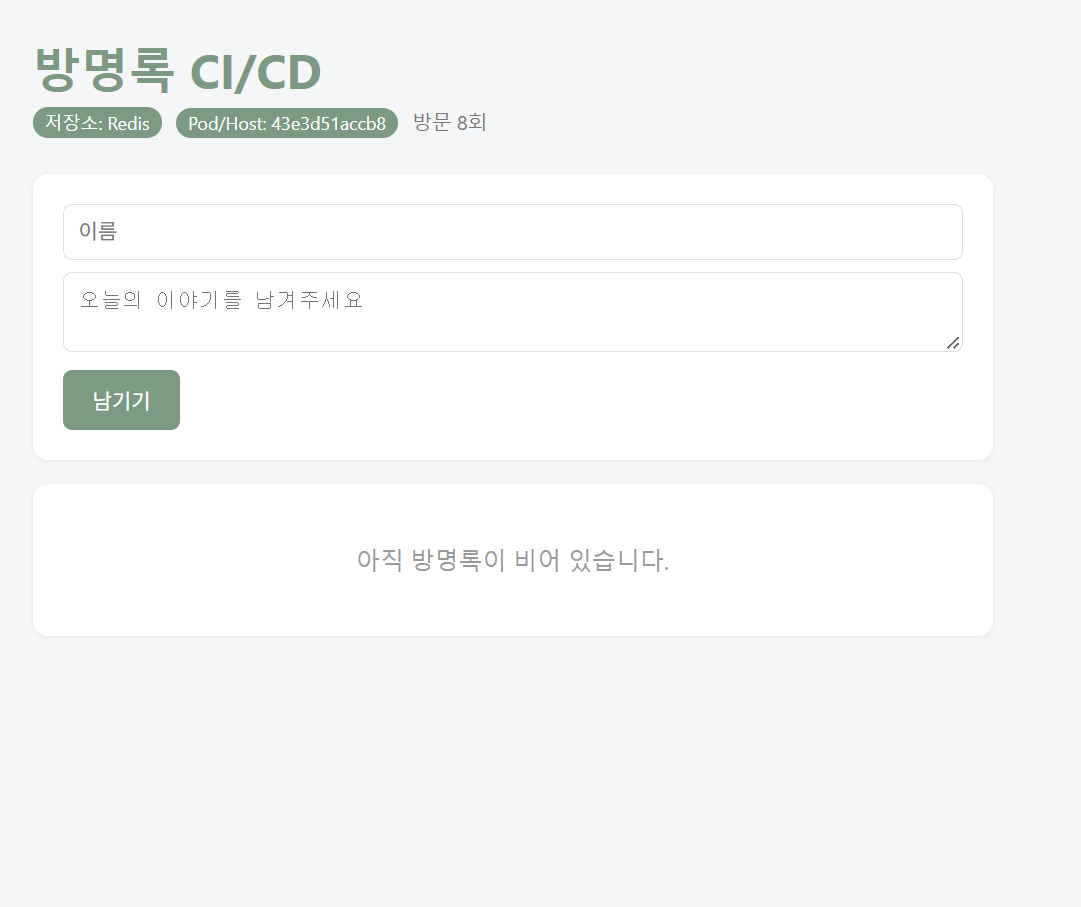 방명록 CI/CD
저장소: Redis Pod/Host: 43e3d51accb8 방문 8회
이름
오늘의 이야기를 남겨주세요
남기기
아직 방명록이 비어 있습니다.